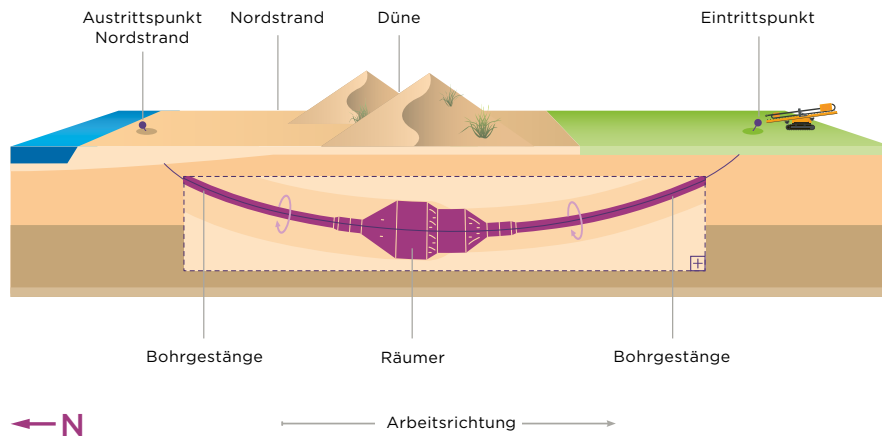 Austrittspunkt
Nordstrand
Nordstrand
Düne
Eintrittspunkt
Bohrgestänge
Räumer
Bohrgestänge
N
Arbeitsrichtung